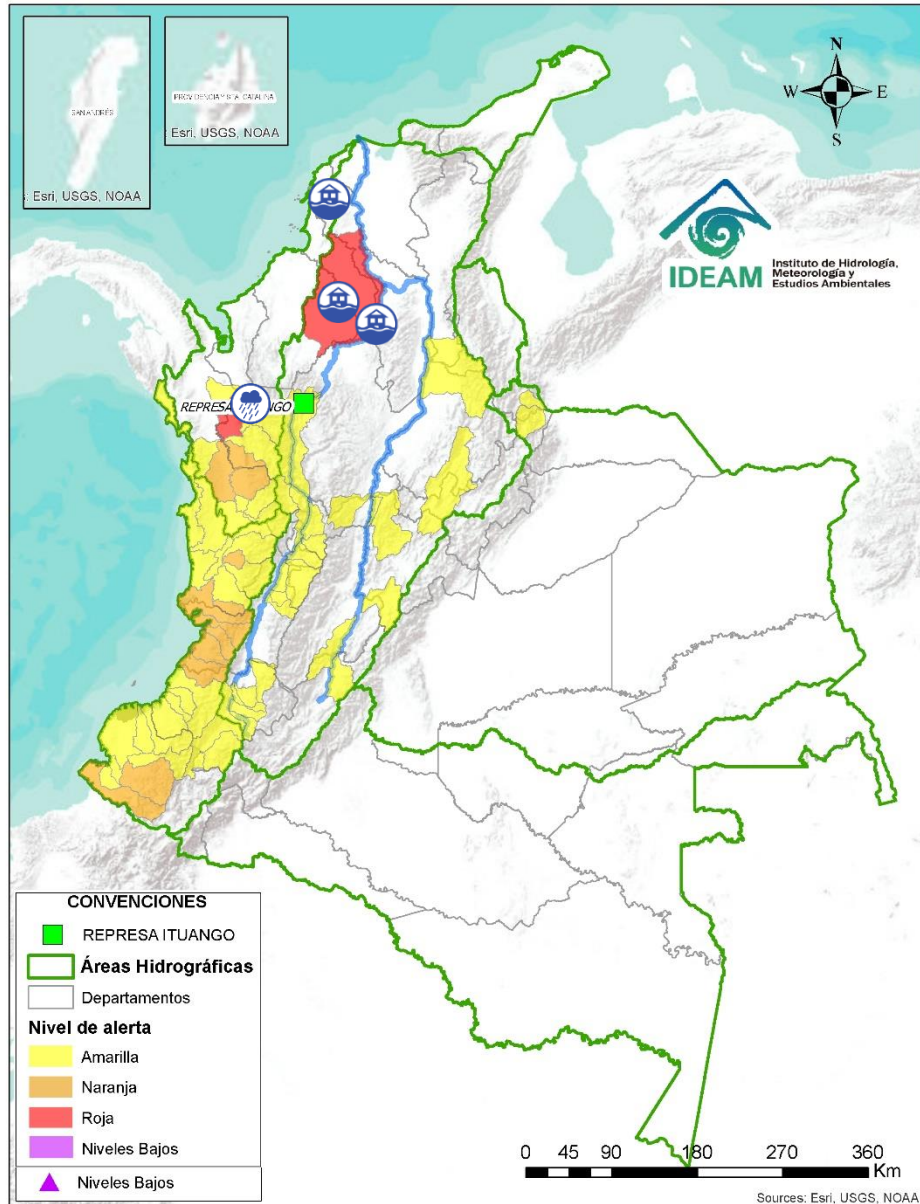 SAN ANDRÉS
: Esri, USGS, NOAA
PROVIDENCIA Y STA. CATALINA
Esri, USGS, NOAA
N
W
E
S
IDEAM
Instituto de Hidrología,
Meteorología y
Estudios Ambientales
REPRESA
NGO
CONVENCIONES
REPRESA ITUANGO
Áreas Hidrográficas
Departamentos
Nivel de alerta
Amarilla
Naranja
Roja
Niveles Bajos
Niveles Bajos
0 45 90 180 270 360
Km
Sources: Esri, USGS, NOAA